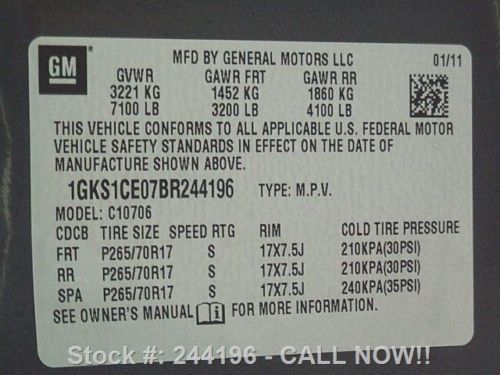 GM
MFD BY GENERAL MOTORS LLC 01/11
GVWR GAWR FRT GAWR RR
3221 KG 1452 KG 1860 KG
7100 LB 3200 LB 4100 LB
THIS VEHICLE CONFORMS TO ALL APPLICABLE U.S. FEDERAL MOTOR
VEHICLE SAFETY STANDARDS IN EFFECT ON THE DATE OF
MANUFACTURE SHOWN ABOVE.
1GKS1CE07BR244196 TYPE: M.P.V.
MODEL: C10706
CDCB TIRE SIZE SPEED RTG RIM COLD TIRE PRESSURE
FRT P265/70R17 S 17X7.5J 210KPA(30PSI)
RR P265/70R17 S 17X7.5J 210KPA(30PSI)
SPA P265/70R17 S 17X7.5J 240KPA(35PSI)
SEE OWNER'S MANUAL i FOR MORE INFORMATION.
Stock #: 244196 - CALL NOW!!